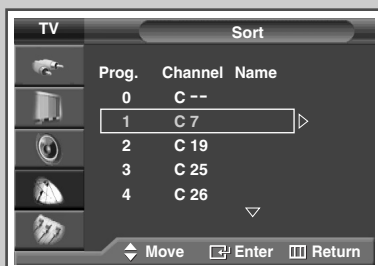 TV Sort
Prog. Channel Name
0 C --
1 C 7
2 C 19
3 C 25
4 C 26
Move Enter Return